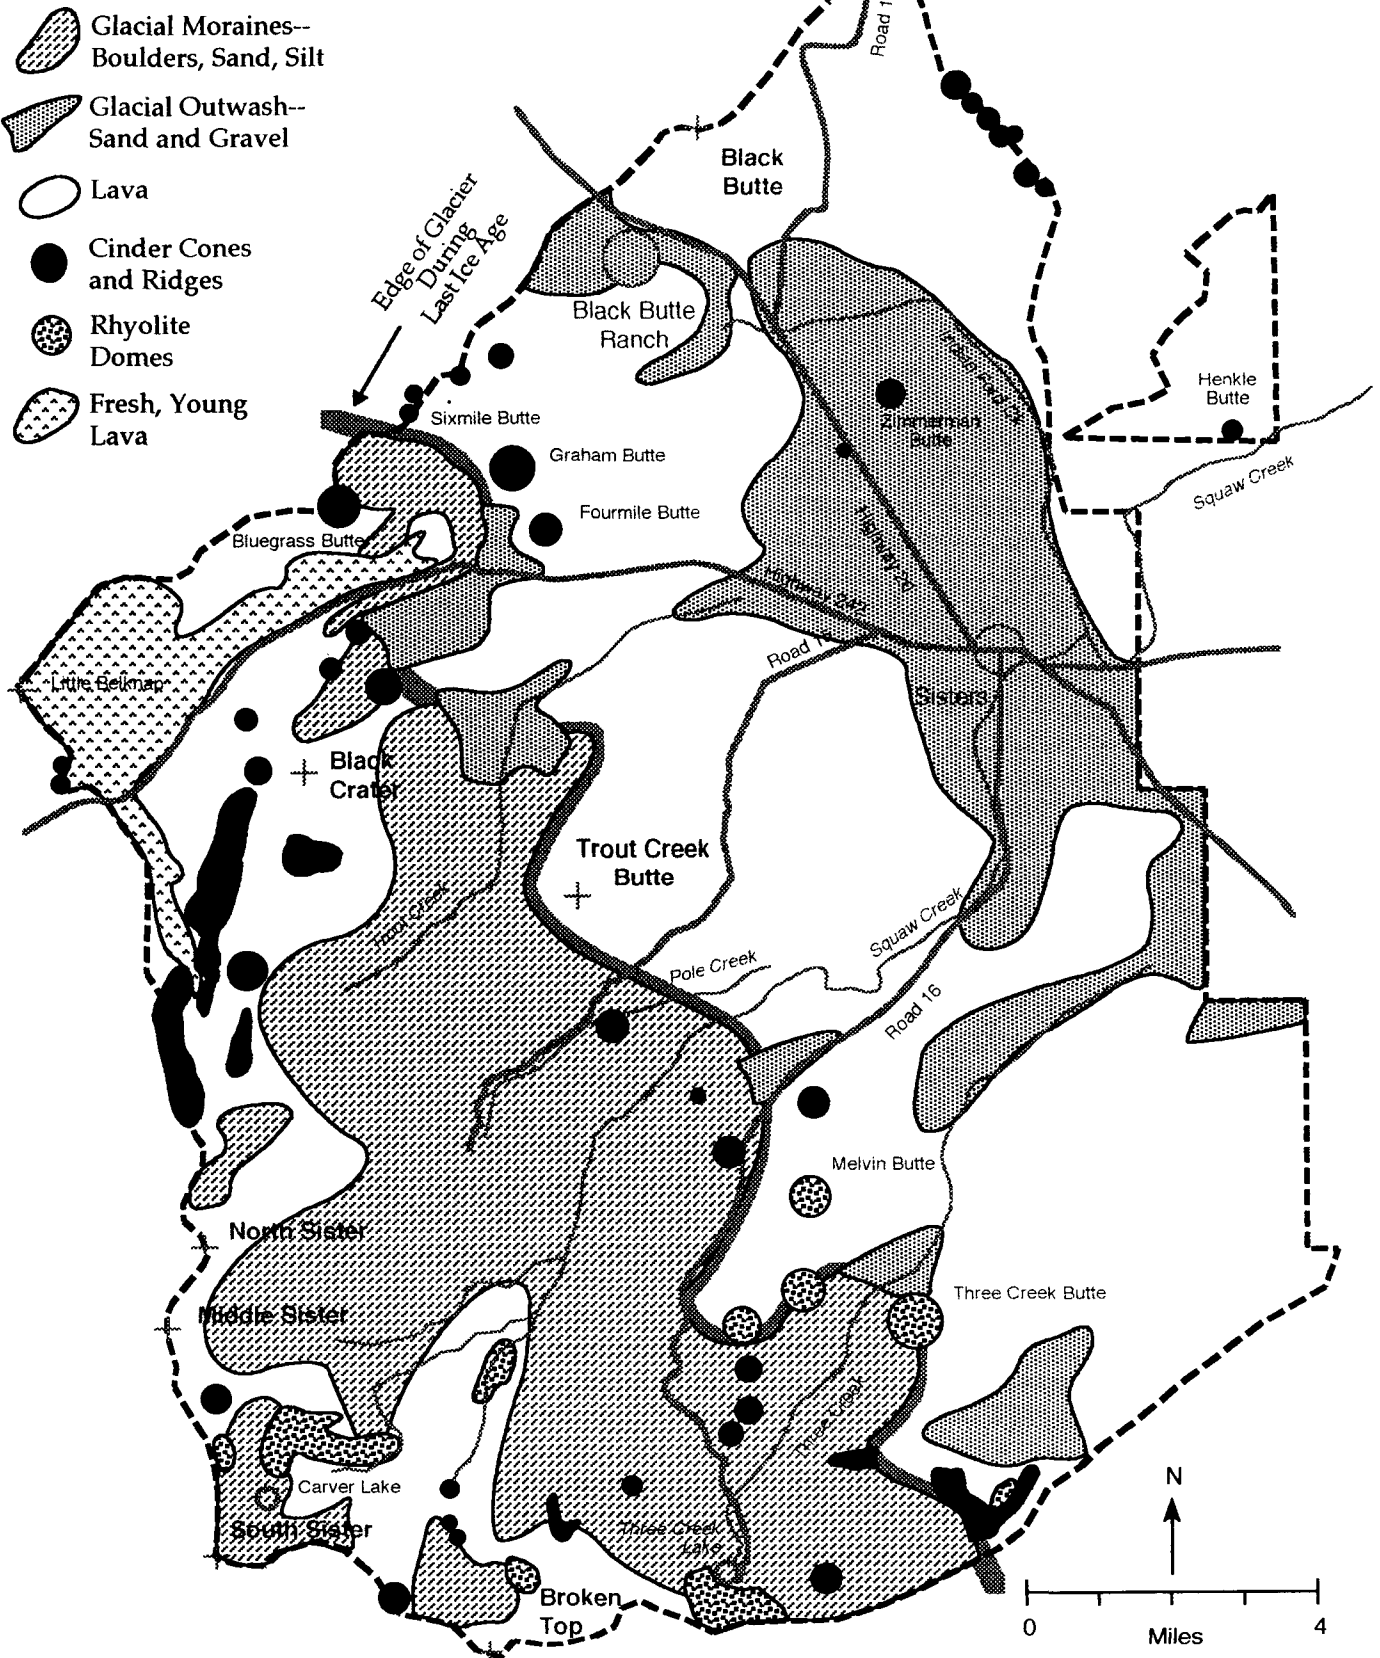 Glacial Moraines--
Boulders, Sand, Silt
Glacial Outwash--
Sand and Gravel
Lava
Cinder Cones
and Ridges
Rhyolite
Domes
Fresh, Young
Lava
Edge of Glacier
During
Last Ice Age
Road 1
Black
Butte
Black Butte
Ranch
Henkle
Butte
Sixmile Butte
Zimmerman
Butte
Graham Butte
Squaw Creek
Fourmile Butte
Bluegrass Butte
Highway 20
Highway 242
Road 1
Little Belknap
Sisters
Black
Crater
Trout Creek
Butte
Trout Creek
Squaw Creek
Pole Creek
Road 16
Melvin Butte
North Sister
Three Creek Butte
Middle Sister
Three Creek
Carver Lake
South Sister
Three Creek
Lake
Broken
Top
N
0
4
Miles